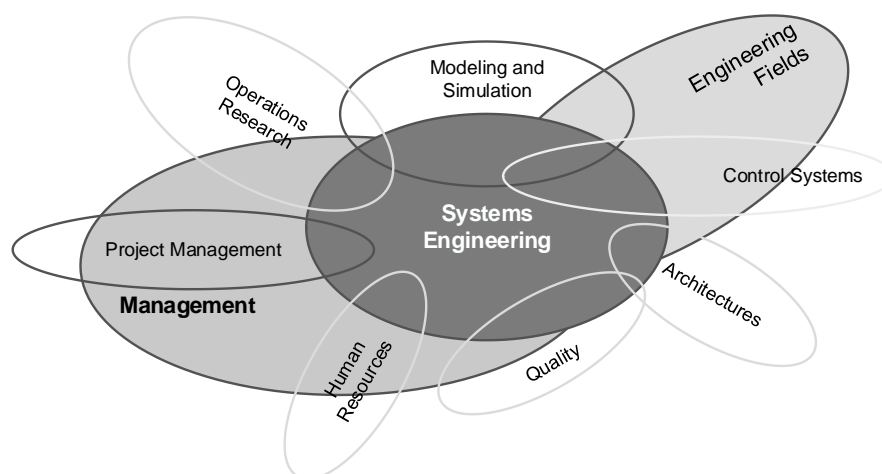 Engineering
Fields
Modeling and
Simulation
Operations
Research
Control Systems
Systems
Engineering
Project Management
Management
Architectures
Human
Resources
Quality